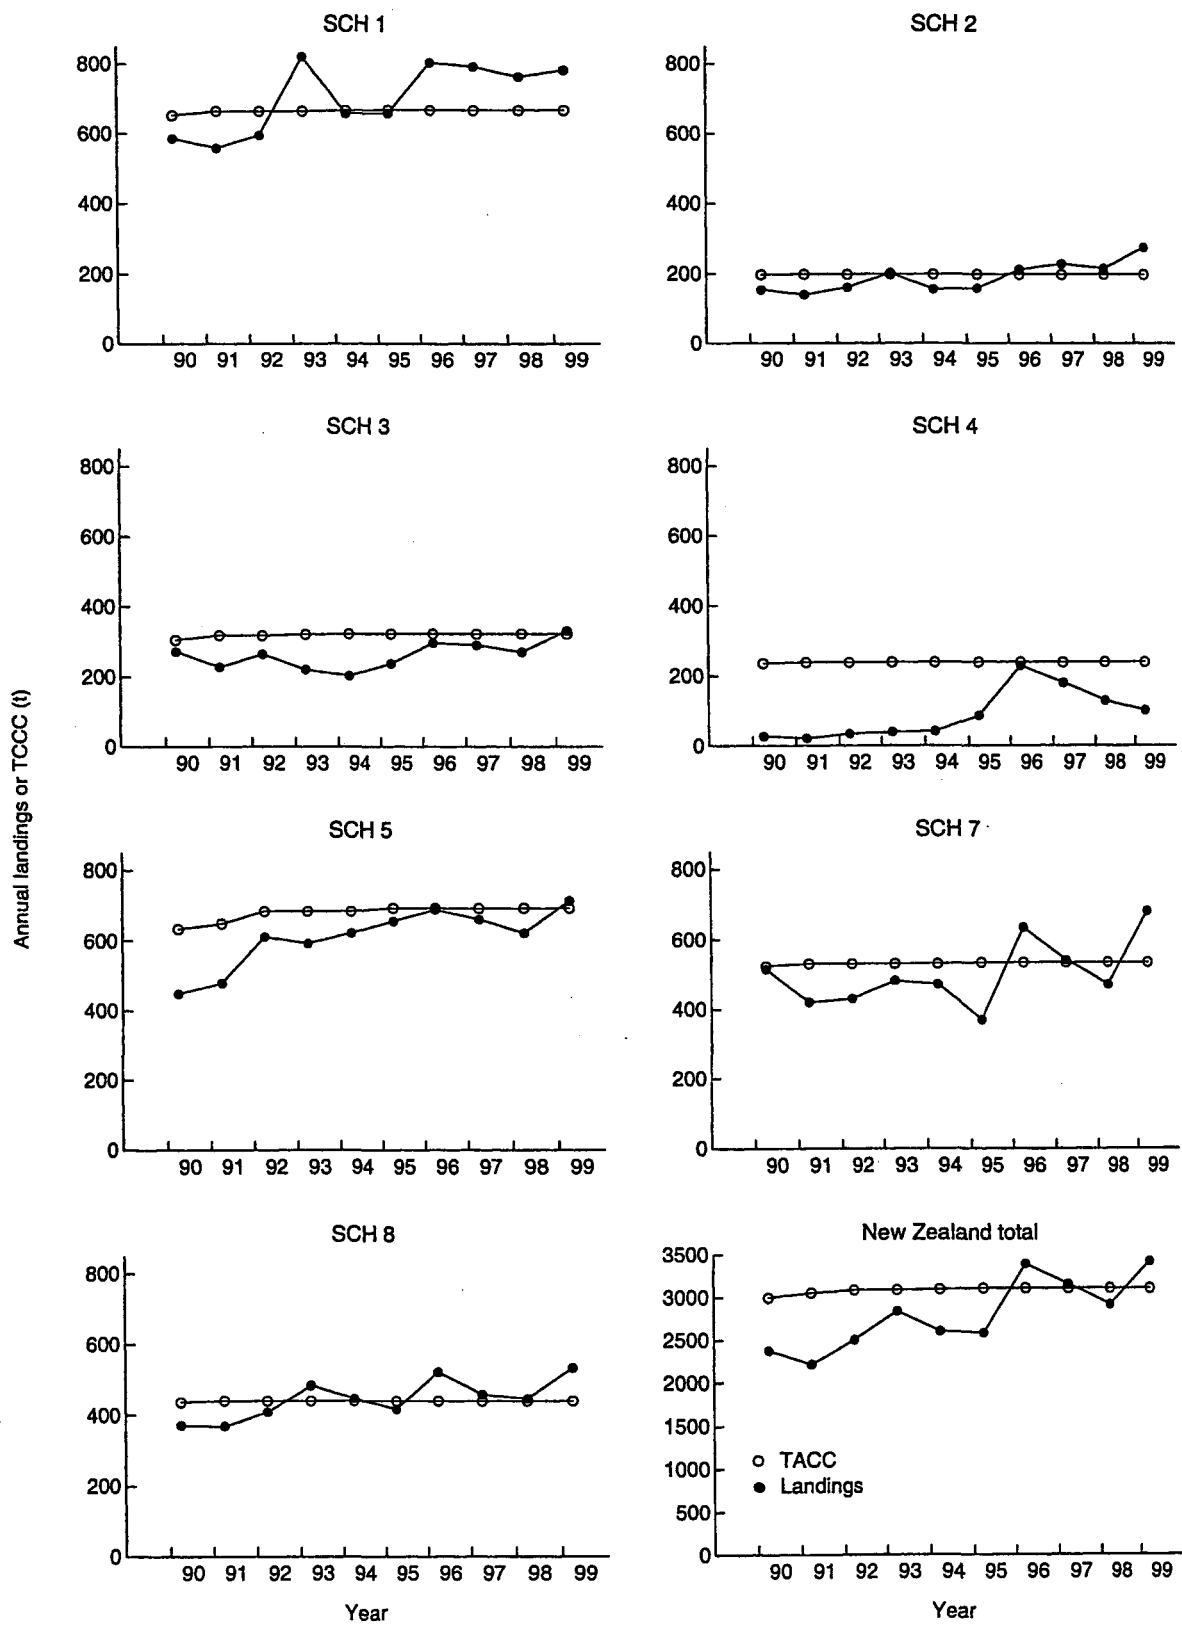 SCH 1
800
600
400
200
0
90 91 92 93 94 95 96 97 98 99
SCH 2
800
600
400
200
0
90 91 92 93 94 95 96 97 98 99
SCH 3
800
600
400
200
0
90 91 92 93 94 95 96 97 98 99
SCH 4
800
600
400
200
0
90 91 92 93 94 95 96 97 98 99
Annual landings or TCCC (t)
SCH 5
800
600
400
200
0
90 91 92 93 94 95 96 97 98 99
SCH 7
800
600
400
200
0
90 91 92 93 94 95 96 97 98 99
SCH 8
800
600
400
200
0
90 91 92 93 94 95 96 97 98 99
Year
New Zealand total
3500
3000
2500
2000
1500
1000
500
0
TACC
Landings
90 91 92 93 94 95 96 97 98 99
Year